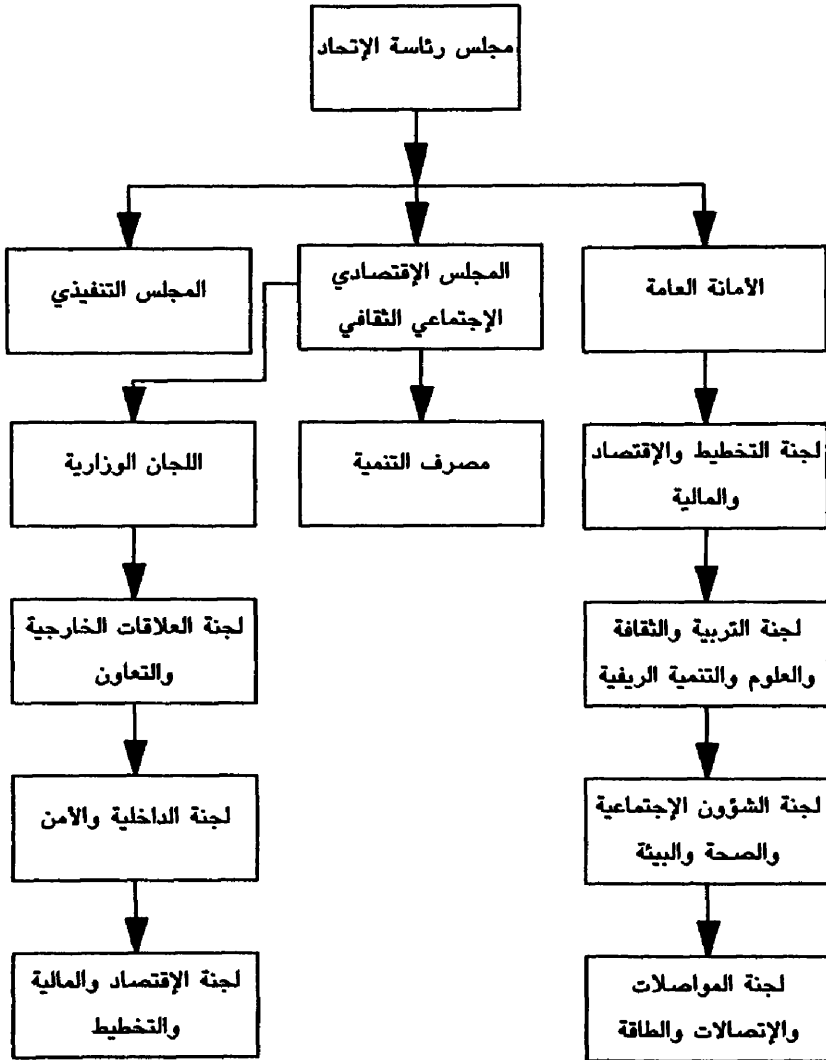 مجلس رئاسة الإتحاد
الأمانة العامة
المجلس الإقتصادي
الإجتماعي الثقافي
المجلس التنفيذي
لجنة التخطيط والإقتصاد
والمالية
مصرف التنمية
اللجان الوزارية
لجنة التربية والثقافة
والعلوم والتنمية الريفية
لجنة العلاقات الخارجية
والتعاون
لجنة الشؤون الإجتماعية
والصحة والبيئة
لجنة الداخلية والأمن
لجنة المواصلات
والإتصالات والطاقة
لجنة الإقتصاد والمالية
والتخطيط